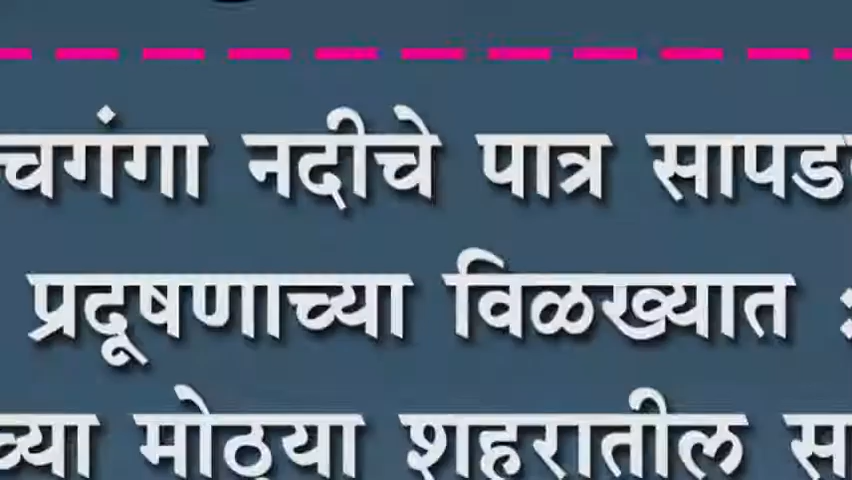 चगंगा नदीचे पात्र सापड
प्रदूषणाच्या विळख्यात :
च्या मोठ्या शहरातील स